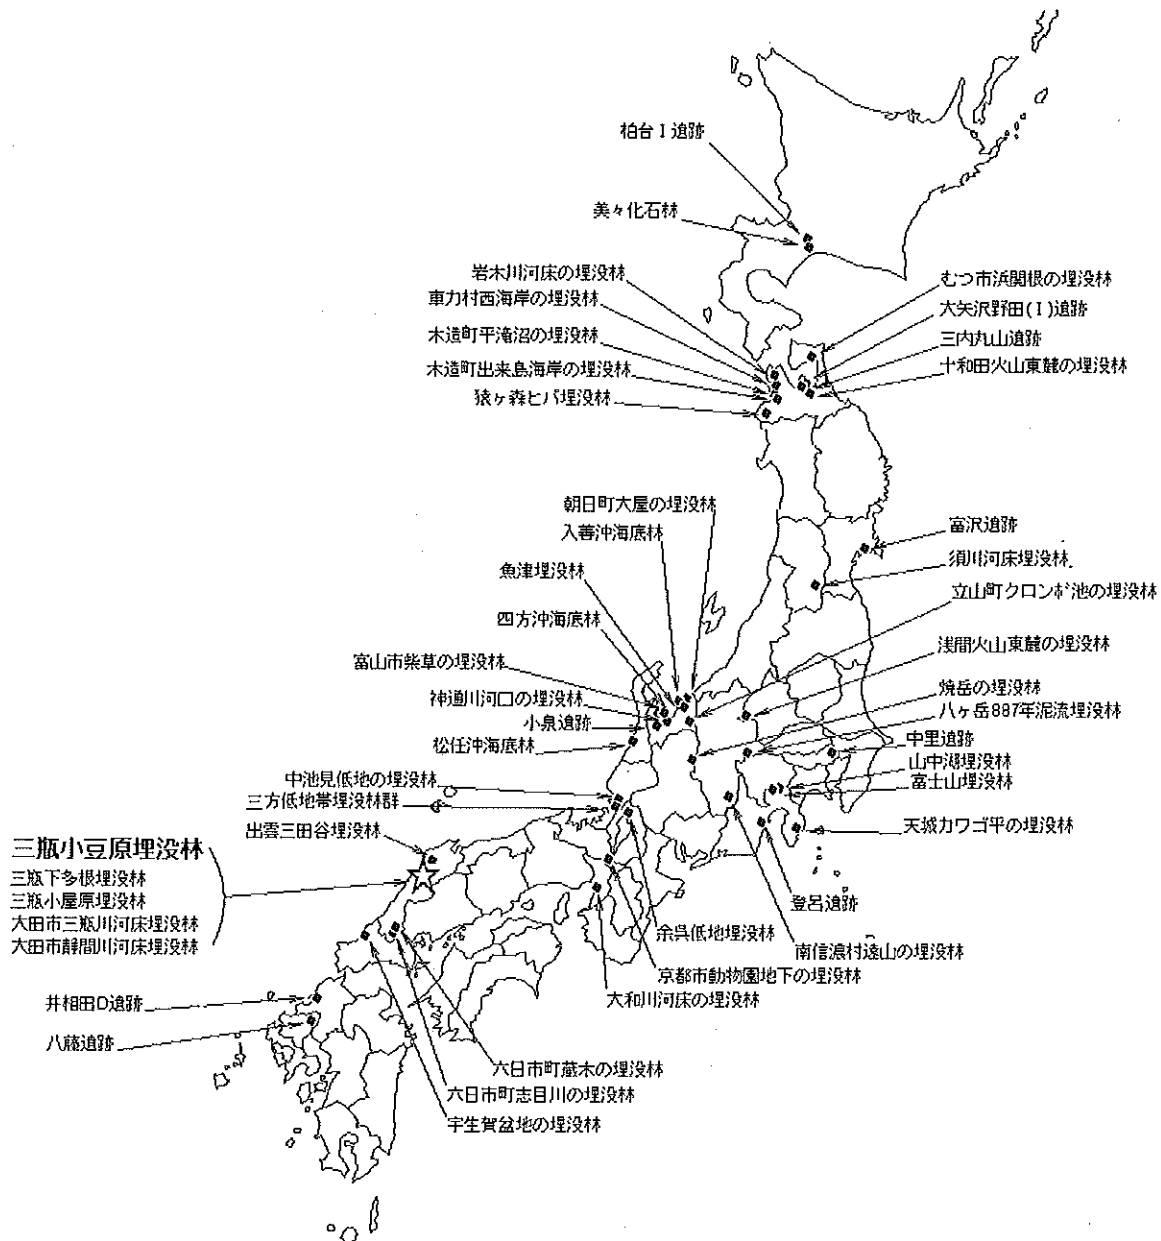 柏台Ⅰ遺跡
美々化石林
岩木川河床の埋没林
車力村西海岸の埋没林
木造町平滝沼の埋没林
木造町出来島海岸の埋没林
猿ヶ森ヒバ埋没林
むつ市浜関根の埋没林
大矢沢野田(Ⅰ)遺跡
三内丸山遺跡
十和田火山東麓の埋没林
朝日町大屋の埋没林
入善沖海底林
魚津埋没林
四方沖海底林
富山市柴草の埋没林
神通川河口の埋没林
小泉遺跡
松任沖海底林
中池見低地の埋没林
三方低地帯埋没林群
出雲三田谷埋没林
富沢遺跡
須川河床埋没林
立山町クロンボ池の埋没林
浅間火山東麓の埋没林
焼岳の埋没林
八ヶ岳887年泥流埋没林
中里遺跡
山中湖埋没林
富士山埋没林
天城カワゴ平の埋没林
登呂遺跡
南信濃村遠山の埋没林
余呉低地埋没林
京都市動物園地下の埋没林
大和川河床の埋没林
三瓶小豆原埋没林
三瓶下多根埋没林
三瓶小屋原埋没林
大田市三瓶川河床埋没林
大田市静間川河床埋没林
井相田D遺跡
八藤遺跡
六日市町蔵木の埋没林
六日市町志目川の埋没林
宇生賀盆地の埋没林